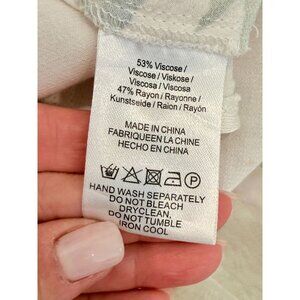 53% Viscose /
Viscose / Viskose /
Viscosa / Viscosa
47% Rayon / Rayonne /
Kunstseide / Raion / Rayón
MADE IN CHINA
FABRIQUEEN LA CHINE
HECHO EN CHINA
P
HAND WASH SEPARATELY
DO NOT BLEACH
DRYCLEAN,
DO NOT TUMBLE
IRON COOL